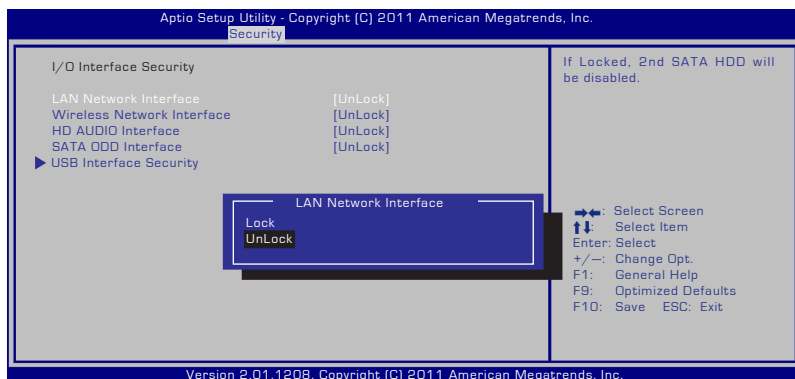 Aptio Setup Utility - Copyright (C) 2011 American Megatrends, Inc.
Security
I/O Interface Security
LAN Network Interface [UnLock]
Wireless Network Interface [UnLock]
HD AUDIO Interface [UnLock]
SATA ODD Interface [UnLock]
USB Interface Security
If Locked, 2nd SATA HDD will
be disabled.
LAN Network Interface
Lock
UnLock
→←: Select Screen
↑↓: Select Item
Enter: Select
+/—: Change Opt.
F1: General Help
F9: Optimized Defaults
F10: Save ESC: Exit
Version 2.01.1208. Copyright (C) 2011 American Megatrends, Inc.